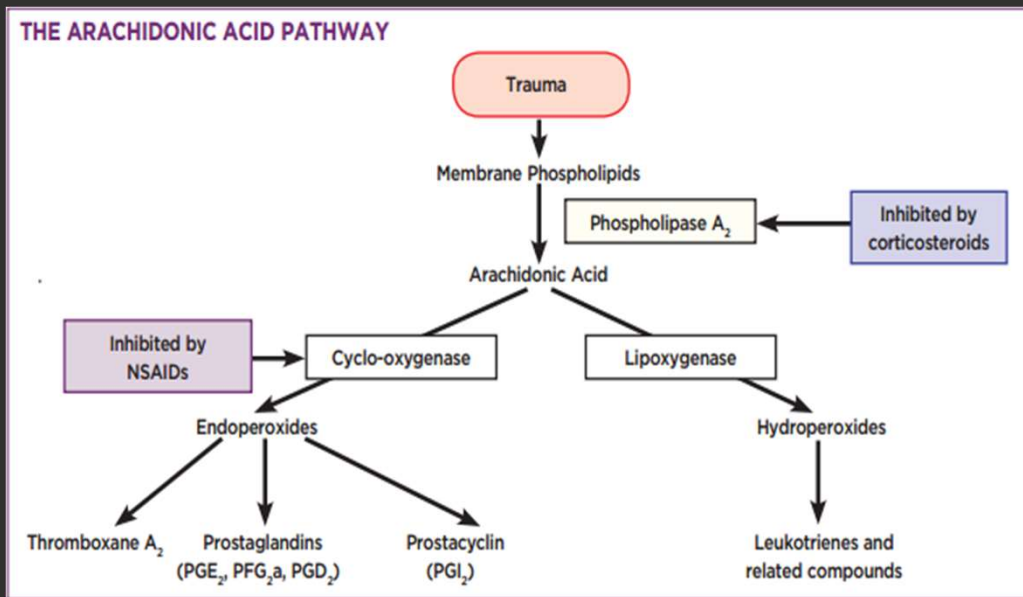 THE ARACHIDONIC ACID PATHWAY
Trauma
Membrane Phospholipids
Phospholipase A₂
Inhibited by
corticosteroids
Arachidonic Acid
Inhibited by
NSAIDs
Cyclo-oxygenase
Lipoxygenase
Endoperoxides
Hydroperoxides
Thromboxane A₂
Prostaglandins
(PGE₂, PFG₂a, PGD₂)
Prostacyclin
(PGI₂)
Leukotrienes and
related compounds